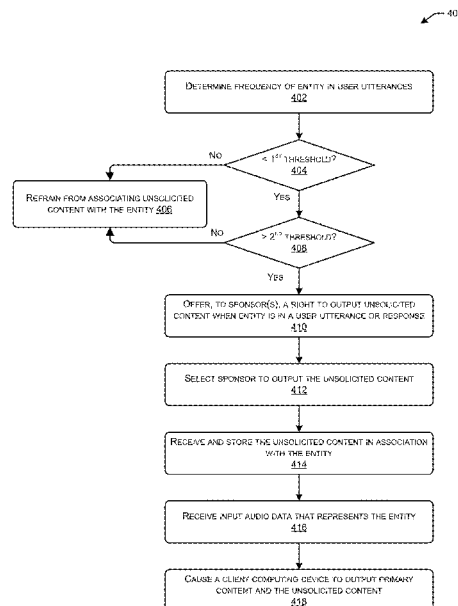 40
DETERMINE FREQUENCY OF ENTITY IN USER UTTERANCES
402
< 1ST THRESHOLD?
404
NO
YES
REFRAIN FROM ASSOCIATING UNSOLICITED
CONTENT WITH THE ENTITY 406
> 2ND THRESHOLD?
408
NO
YES
OFFER, TO SPONSOR(S), A RIGHT TO OUTPUT UNSOLICITED
CONTENT WHEN ENTITY IS IN A USER UTTERANCE OR RESPONSE
410
SELECT SPONSOR TO OUTPUT THE UNSOLICITED CONTENT
412
RECEIVE AND STORE THE UNSOLICITED CONTENT IN ASSOCIATION
WITH THE ENTITY
414
RECEIVE INPUT AUDIO DATA THAT REPRESENTS THE ENTITY
416
CAUSE A CLIENT COMPUTING DEVICE TO OUTPUT PRIMARY
CONTENT AND THE UNSOLICITED CONTENT
418